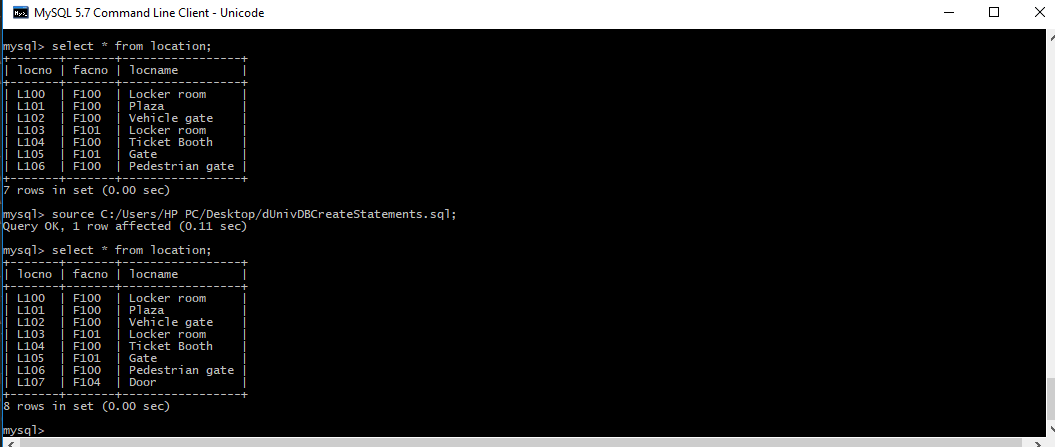 MySQL 5.7 Command Line Client - Unicode
mysql> select * from location;
+-------+-------+-----------------+
| locno | facno | locname         |
+-------+-------+-----------------+
| L100  | F100  | Locker room     |
| L101  | F100  | Plaza           |
| L102  | F100  | Vehicle gate    |
| L103  | F101  | Locker room     |
| L104  | F100  | Ticket Booth    |
| L105  | F101  | Gate            |
| L106  | F100  | Pedestrian gate |
+-------+-------+-----------------+
7 rows in set (0.00 sec)
mysql> source C:/Users/HP PC/Desktop/dUnivDBCreateStatements.sql;
Query OK, 1 row affected (0.11 sec)
mysql> select * from location;
+-------+-------+-----------------+
| locno | facno | locname         |
+-------+-------+-----------------+
| L100  | F100  | Locker room     |
| L101  | F100  | Plaza           |
| L102  | F100  | Vehicle gate    |
| L103  | F101  | Locker room     |
| L104  | F100  | Ticket Booth    |
| L105  | F101  | Gate            |
| L106  | F100  | Pedestrian gate |
| L107  | F104  | Door            |
+-------+-------+-----------------+
8 rows in set (0.00 sec)
mysql>